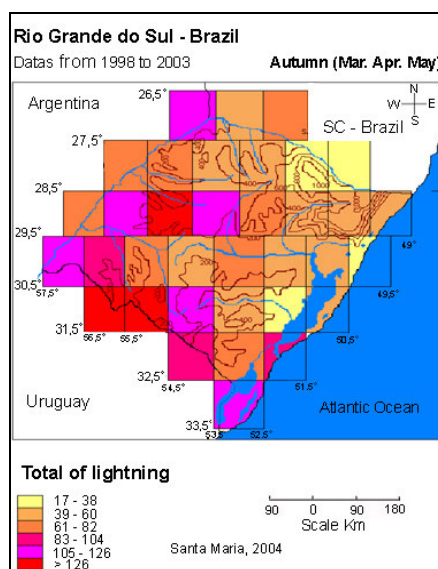 Rio Grande do Sul - Brazil
Datas from 1998 to 2003
Autumn (Mar. Apr. May)
Argentina
26,5°
N
W
E
S
SC - Brazil
27,5°
28,5°
29,5°
49°
30,5°
57,5°
49,5°
31,5°
56,5°
55,5°
50,5°
32,5°
54,5°
51.5°
Uruguay
Atlantic Ocean
33,5°
53,5°
52.5°
Total of lightning
17 - 38
39 - 60
61 - 82
83 - 104
105 - 126
> 126
90 0 90 180
Scale Km
Santa Maria, 2004